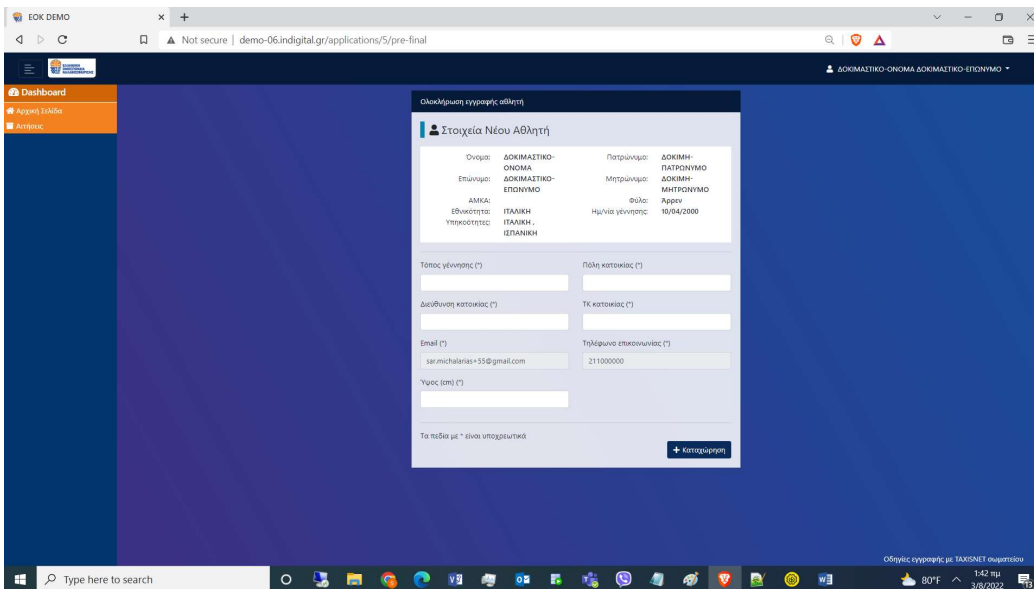 EOK DEMO
Not secure | demo-06.indigital.gr/applications/5/pre-final
ΔΟΚΙΜΑΣΤΙΚΟ-ΟΝΟΜΑ ΔΟΚΙΜΑΣΤΙΚΟ-ΕΠΩΝΥΜΟ
Dashboard
Αρχική Σελίδα
Αιτήσεις
Ολοκλήρωση εγγραφής αθλητή
Στοιχεία Νέου Αθλητή
Όνομα: ΔΟΚΙΜΑΣΤΙΚΟ-
ΟΝΟΜΑ
Πατρώνυμο: ΔΟΚΙΜΗ-
ΠΑΤΡΩΝΥΜΟ
Επώνυμο: ΔΟΚΙΜΑΣΤΙΚΟ-
ΕΠΩΝΥΜΟ
Μητρώνυμο: ΔΟΚΙΜΗ-
ΜΗΤΡΩΝΥΜΟ
ΑΜΚΑ:
Φύλο: Άρρεν
Εθνικότητα: ΙΤΑΛΙΚΗ
Ημ/νία γέννησης: 10/04/2000
Υπηκοότητες: ΙΤΑΛΙΚΗ ,
ΙΣΠΑΝΙΚΗ
Τόπος γέννησης (*)
Πόλη κατοικίας (*)
Διεύθυνση κατοικίας (*)
ΤΚ κατοικίας (*)
Email (*)
Τηλέφωνο επικοινωνίας (*)
sar.michalarias+55@gmail.com
211000000
Ύψος (cm) (*)
Τα πεδία με * είναι υποχρεωτικά
+ Καταχώρηση
Οδηγίες εγγραφής με TAXISNET σωματείου
Type here to search
80°F
1:42 πμ
3/8/2022